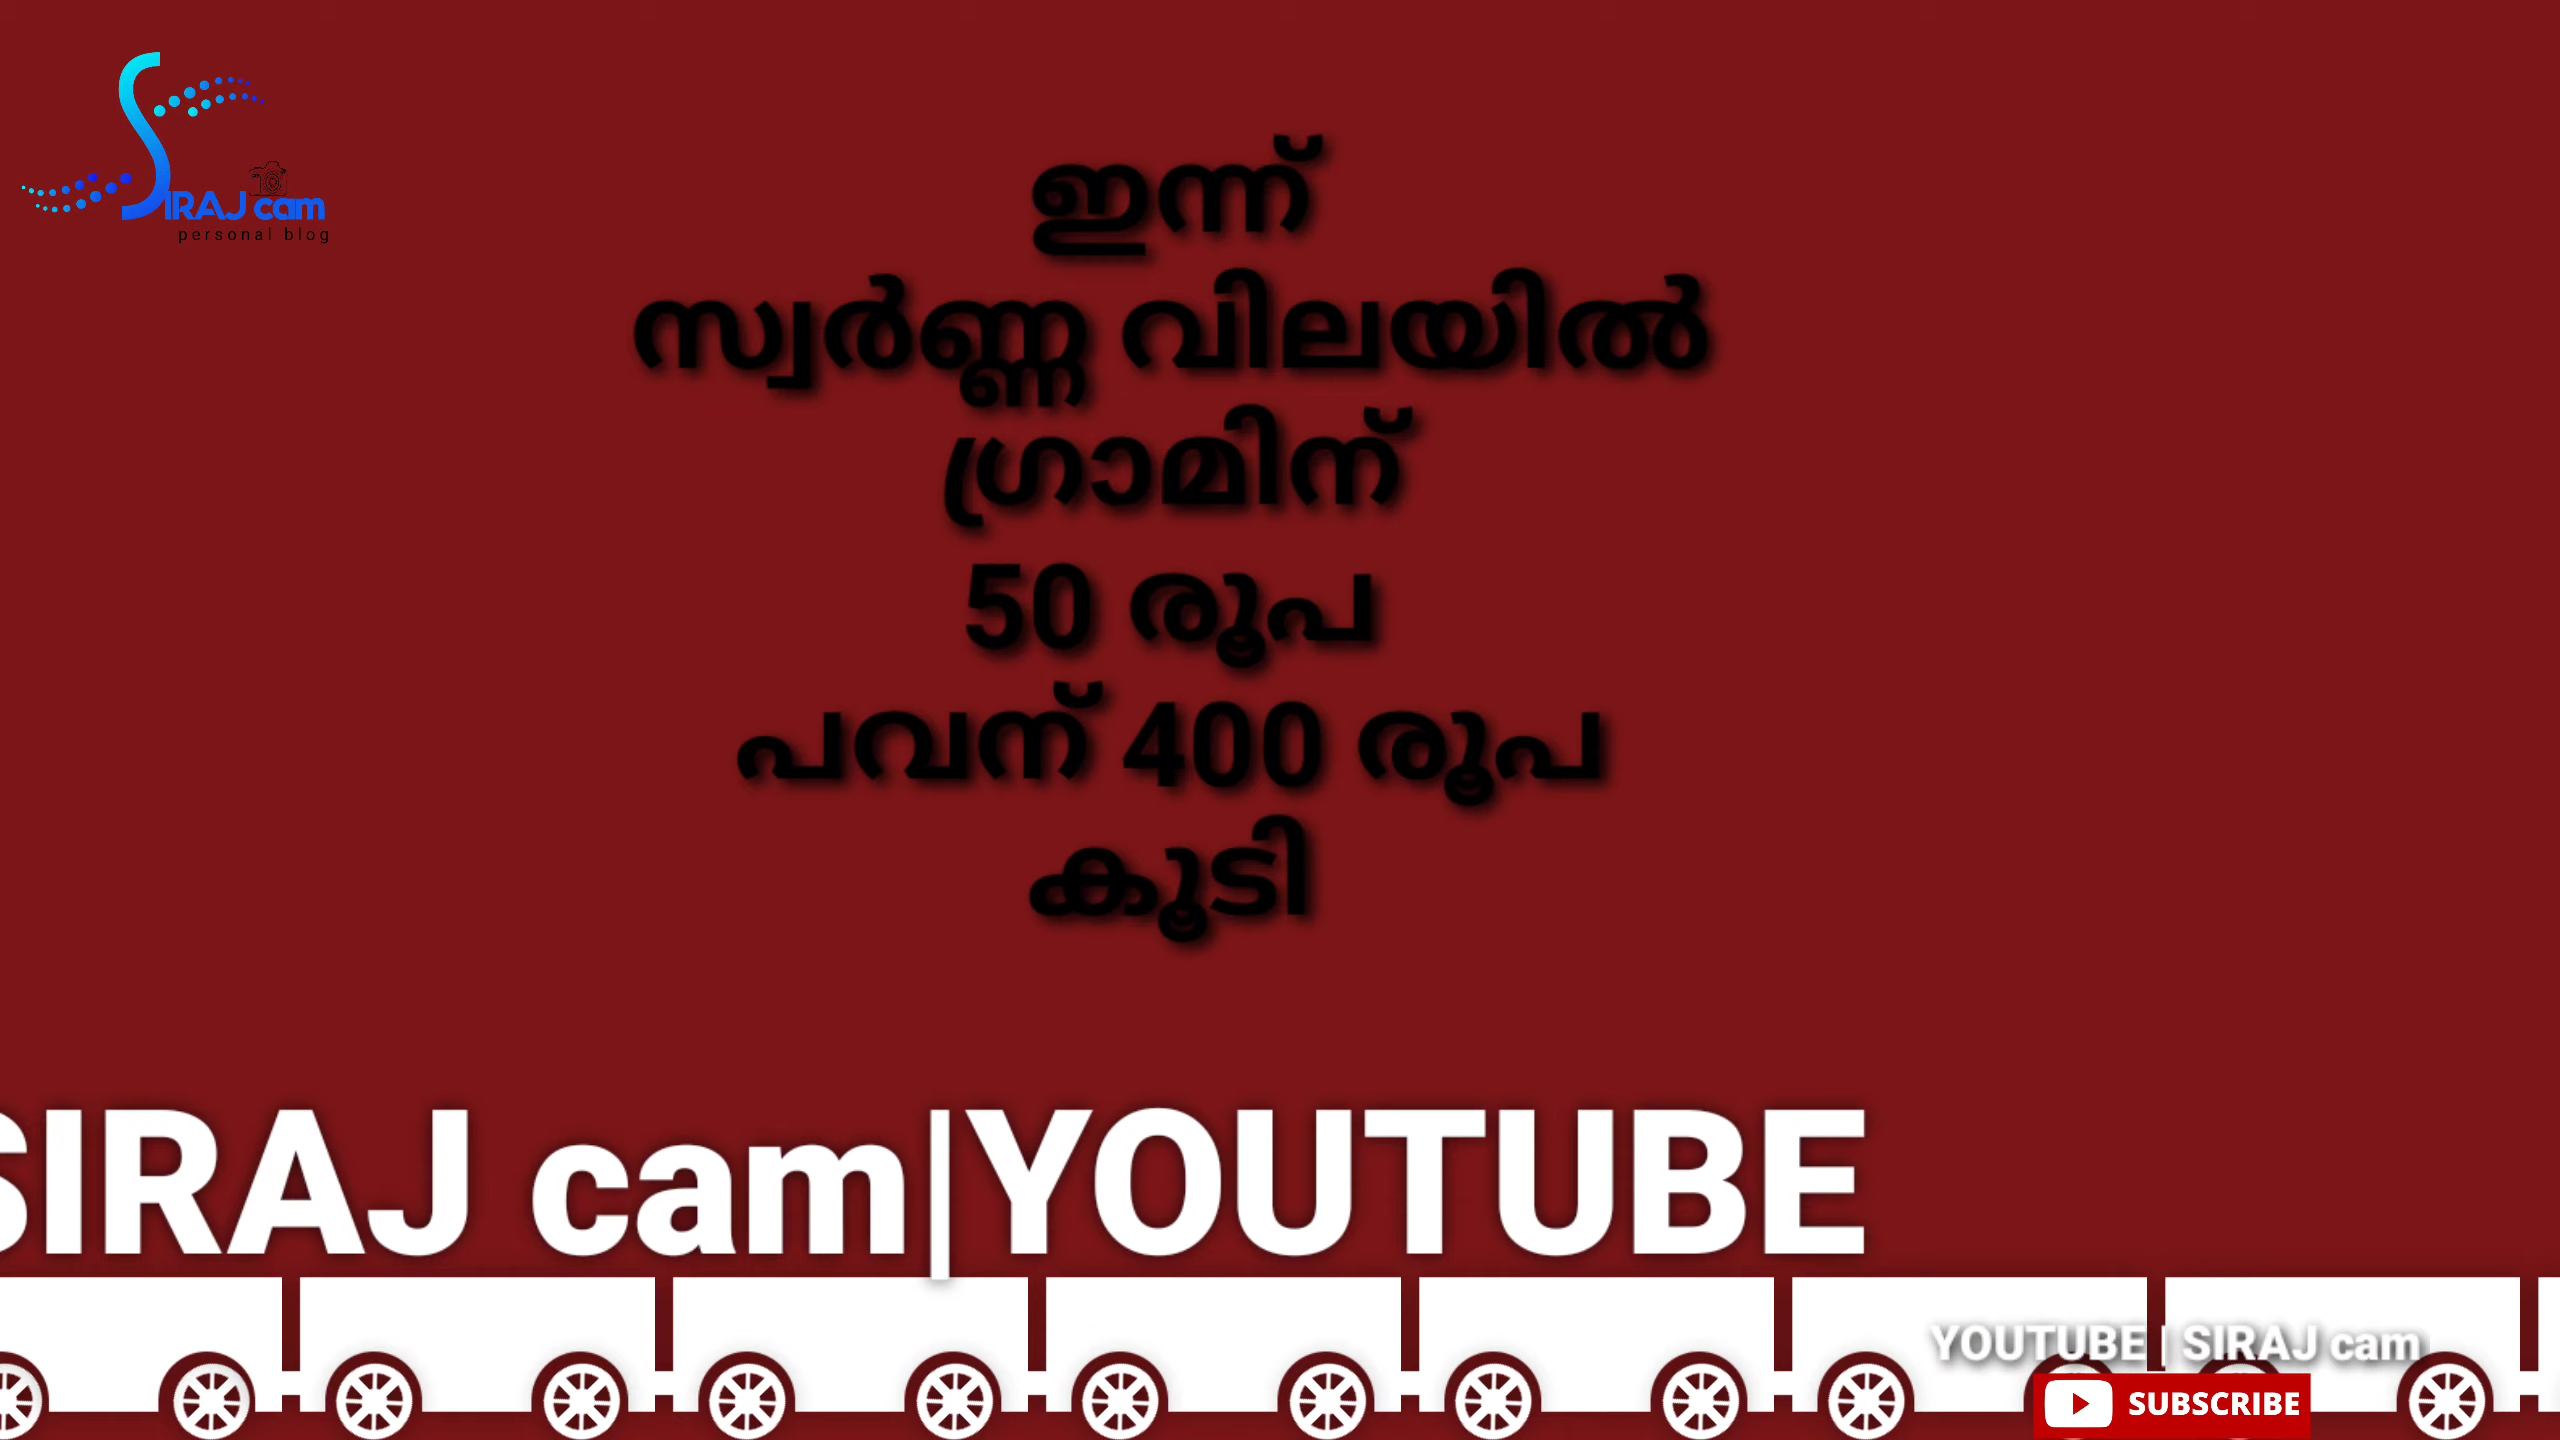 SIRAJ cam
personal blog
ഇന്ന്
സ്വർണ്ണ വിലയിൽ
ഗ്രാമിന്
50 രൂപ
പവന് 400 രൂപ
കൂടി
SIRAJ cam|YOUTUBE
YOUTUBE | SIRAJ cam
SUBSCRIBE